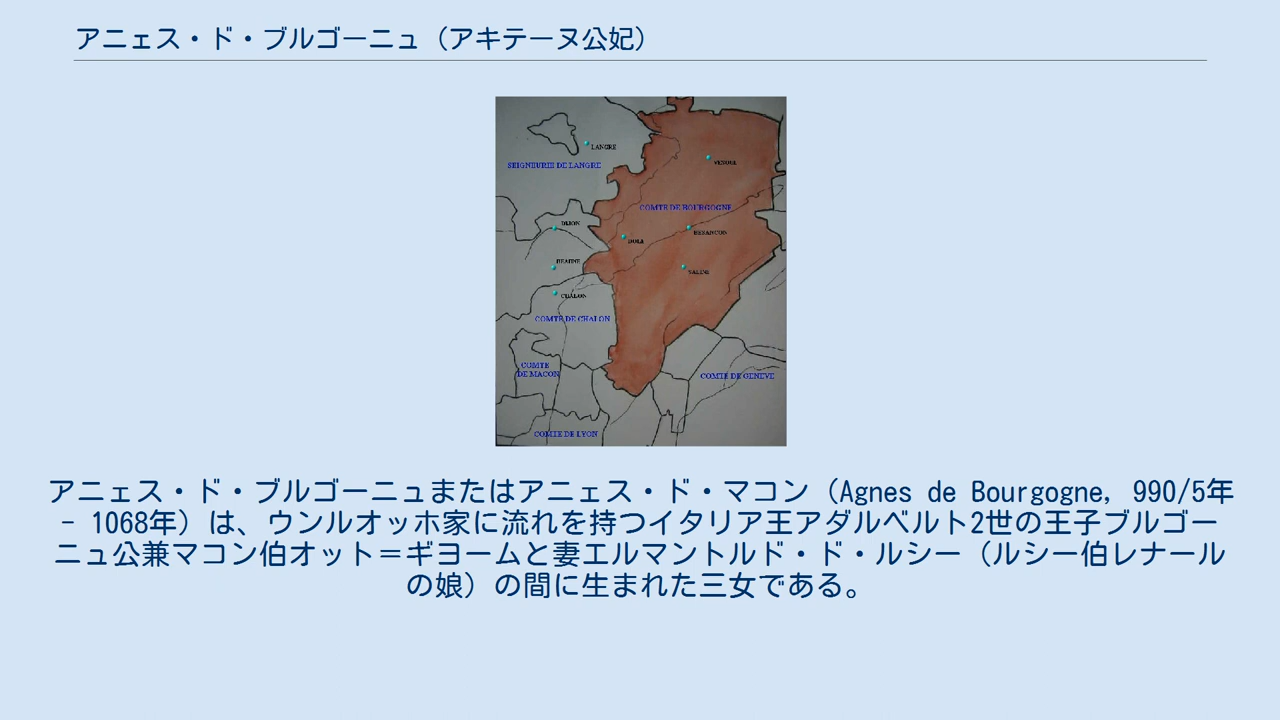 アニェス・ド・ブルゴーニュ（アキテーヌ公妃）
LANGRE
SEIGNEURIE DE LANGRE
VESOUL
COMTE DE BOURGOGNE
DIJON
DOLE
BESANCON
BEAUNE
SALINS
CHALON
COMTE DE CHALON
COMTE
DE MACON
COMTE DE GENEVE
COMTE DE LYON
アニェス・ド・ブルゴーニュまたはアニェス・ド・マコン（Agnes de Bourgogne, 990/5年
- 1068年）は、ウンルオッホ家に流れを持つイタリア王アダルベルト2世の王子ブルゴー
ニュ公兼マコン伯オット＝ギヨームと妻エルマントルド・ド・ルシー（ルシー伯レナール
の娘）の間に生まれた三女である。